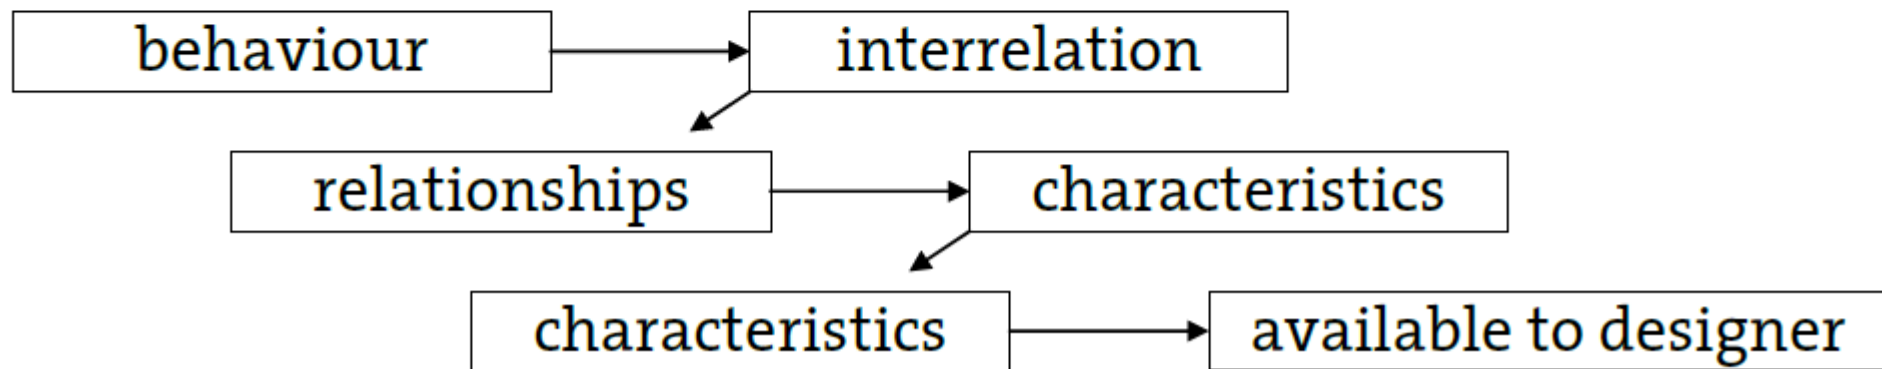 behaviour interrelation
relationships characteristics
characteristics available to designer